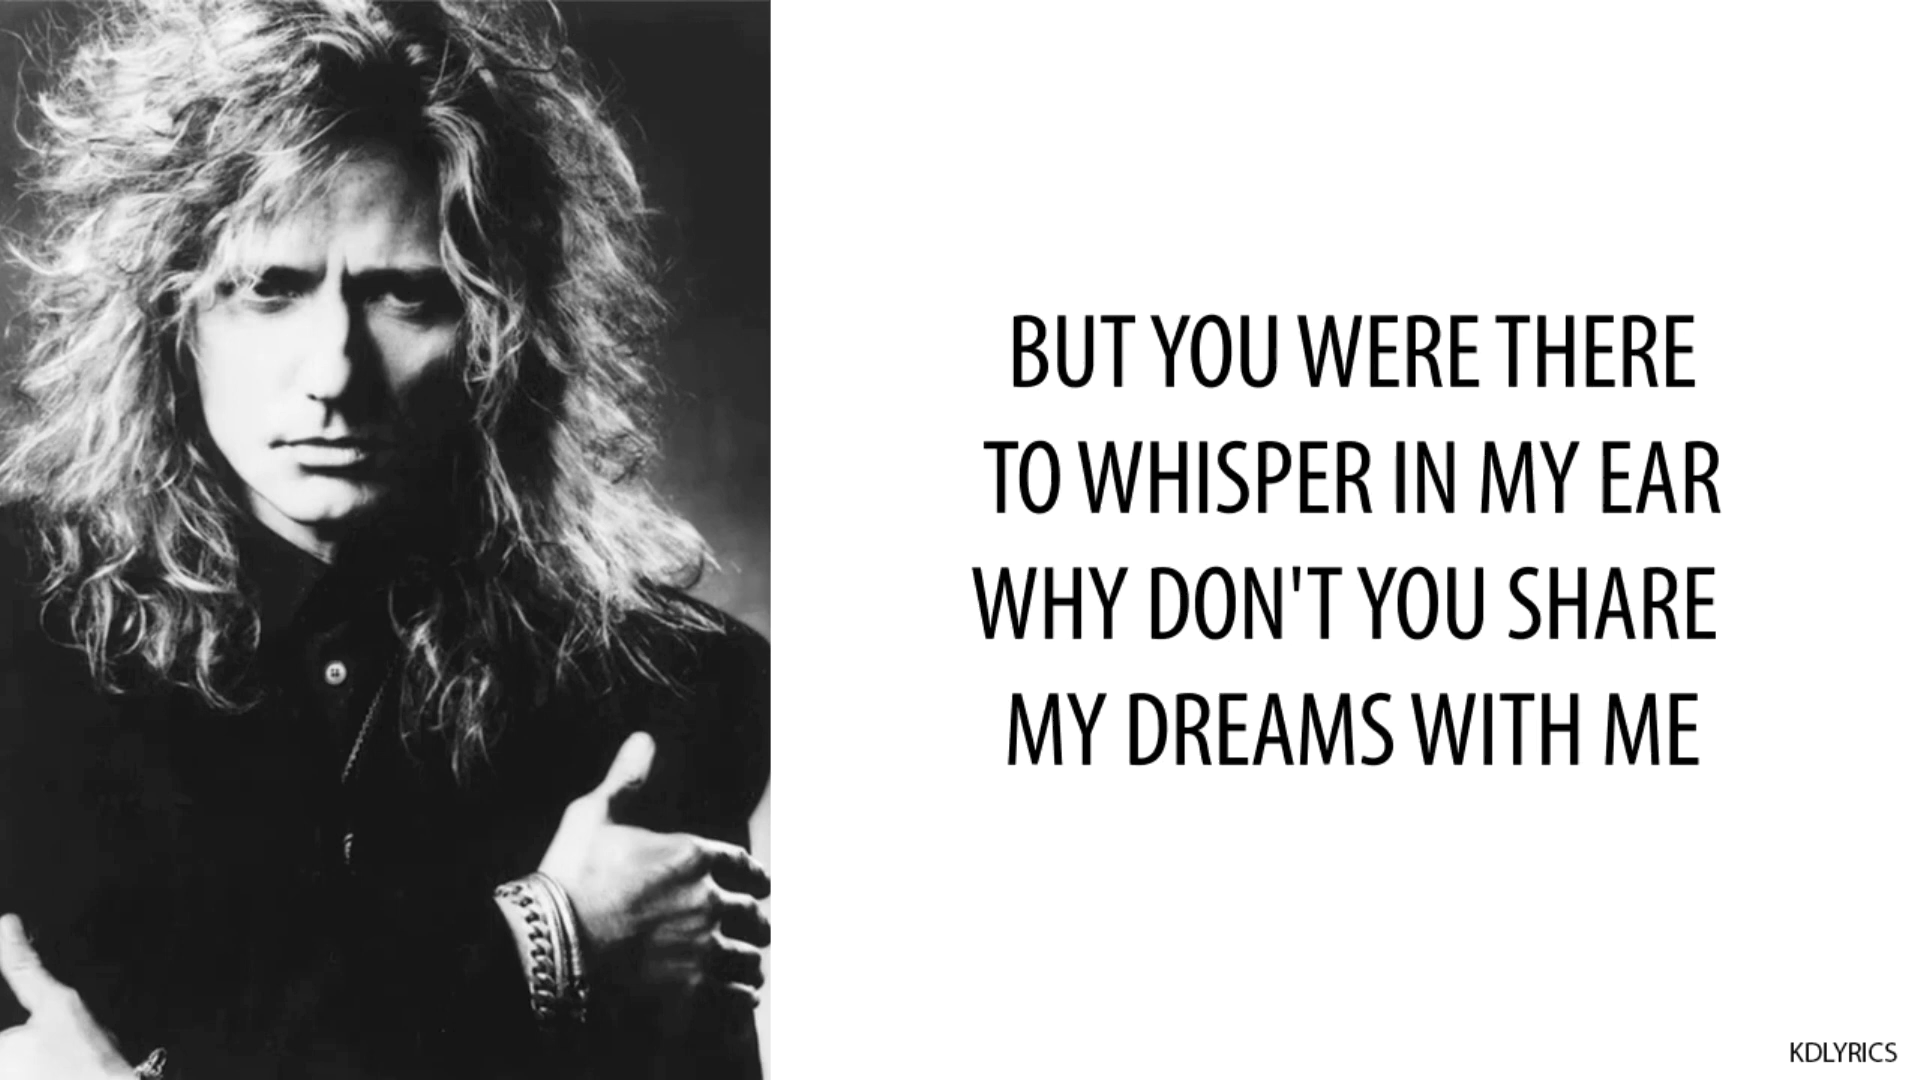 BUT YOU WERE THERE
TO WHISPER IN MY EAR
WHY DON'T YOU SHARE
MY DREAMS WITH ME
KDLYRICS